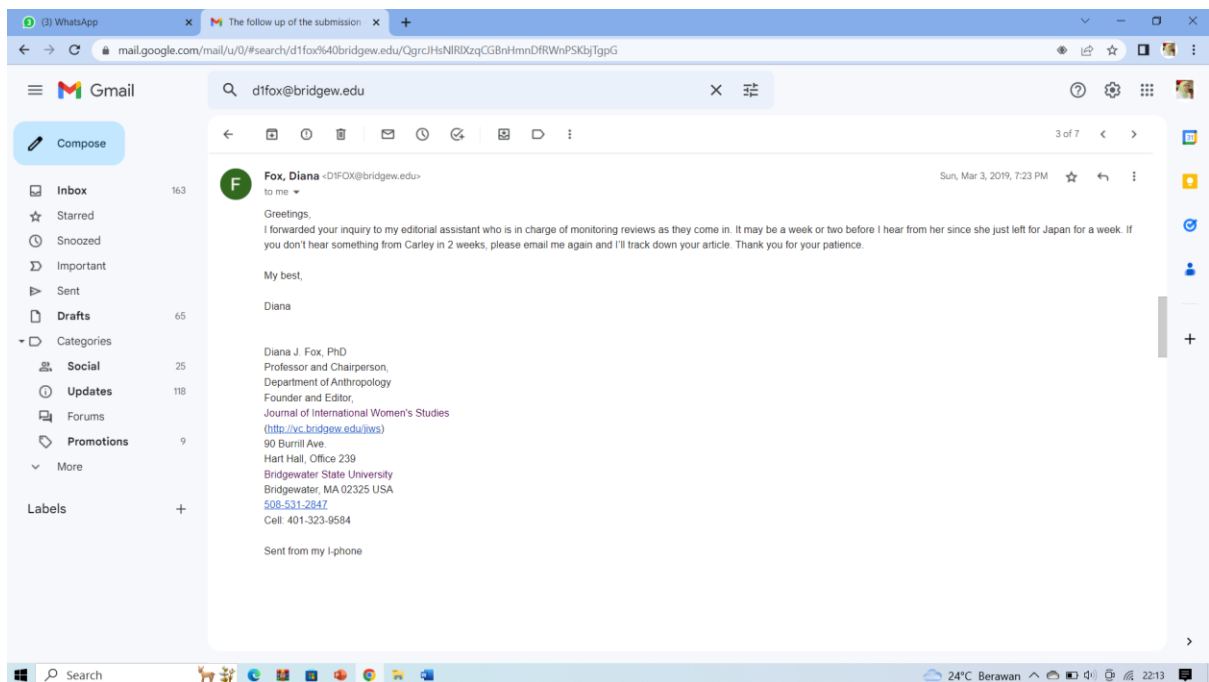 (3) WhatsApp
The follow up of the submission
mail.google.com/mail/u/0/#search/d1fox%40bridgew.edu/QgrcJHsNlRlXzqCGBnHmnDfRWnPSKbjTgpG
Gmail
d1fox@bridgew.edu
Compose
3 of 7
Inbox 163
Starred
Snoozed
Important
Sent
Drafts 65
Categories
Social 25
Updates 118
Forums
Promotions 9
More
Labels
F
Fox, Diana <D1FOX@bridgew.edu>
Sun, Mar 3, 2019, 7:23 PM
to me
Greetings,
I forwarded your inquiry to my editorial assistant who is in charge of monitoring reviews as they come in. It may be a week or two before I hear from her since she just left for Japan for a week. If
you don't hear something from Carley in 2 weeks, please email me again and I'll track down your article. Thank you for your patience.
My best,
Diana
Diana J. Fox, PhD
Professor and Chairperson,
Department of Anthropology
Founder and Editor,
Journal of International Women's Studies
(http://vc.bridgew.edu/jiws)
90 Burrill Ave.
Hart Hall, Office 239
Bridgewater State University
Bridgewater, MA 02325 USA
508-531-2847
Cell: 401-323-9584
Sent from my I-phone
31
Search
24°C Berawan
22:13